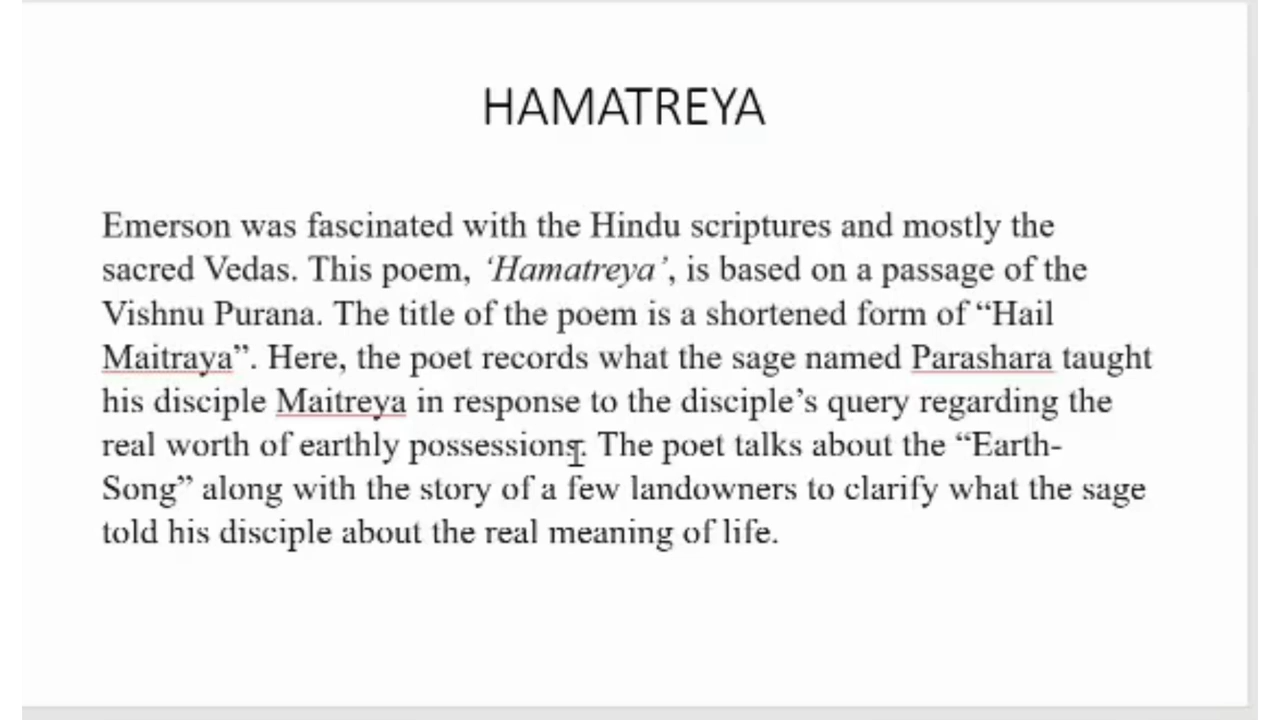 HAMATREYA
Emerson was fascinated with the Hindu scriptures and mostly the
sacred Vedas. This poem, ‘Hamatreya’, is based on a passage of the
Vishnu Purana. The title of the poem is a shortened form of “Hail
Maitraya”. Here, the poet records what the sage named Parashara taught
his disciple Maitreya in response to the disciple’s query regarding the
real worth of earthly possessions. The poet talks about the “Earth-
Song” along with the story of a few landowners to clarify what the sage
told his disciple about the real meaning of life.